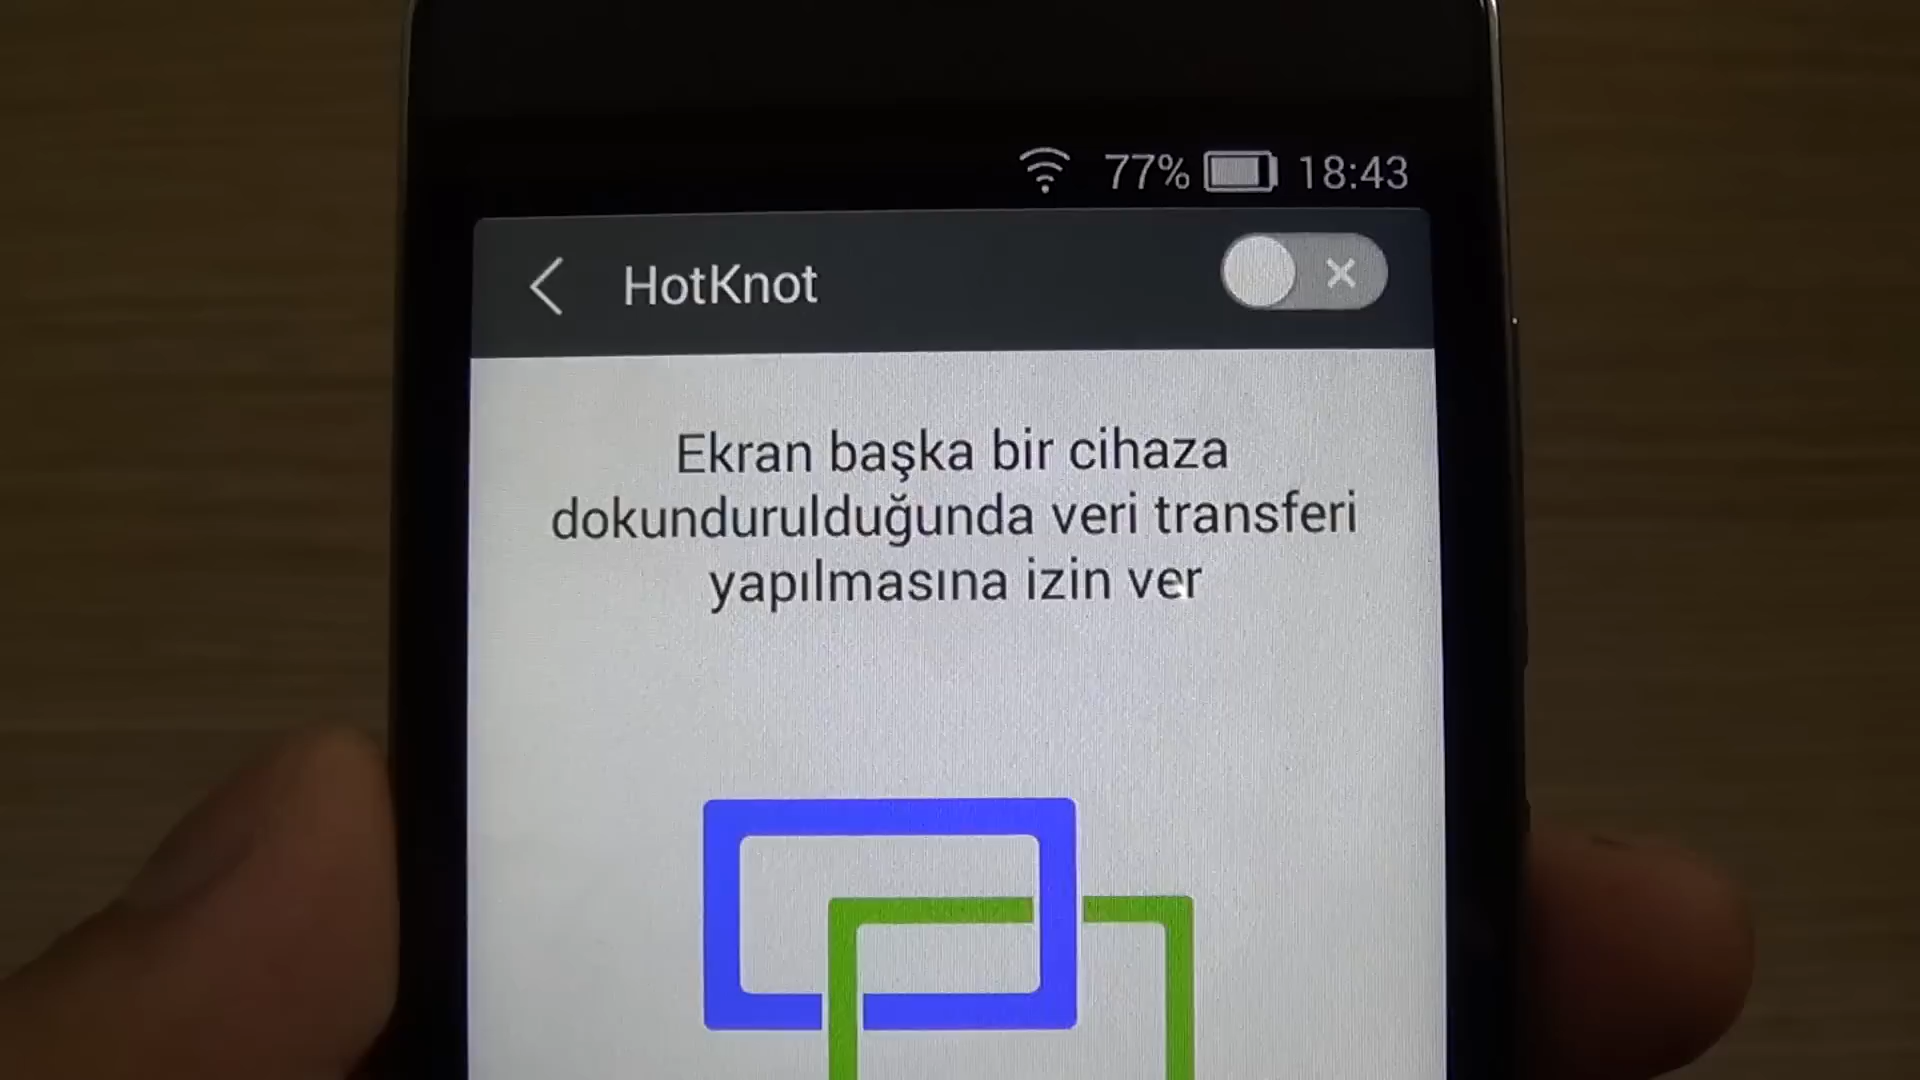 77% 18:43
HotKnot
Ekran başka bir cihaza
dokundurulduğunda veri transferi
yapılmasına izin ver